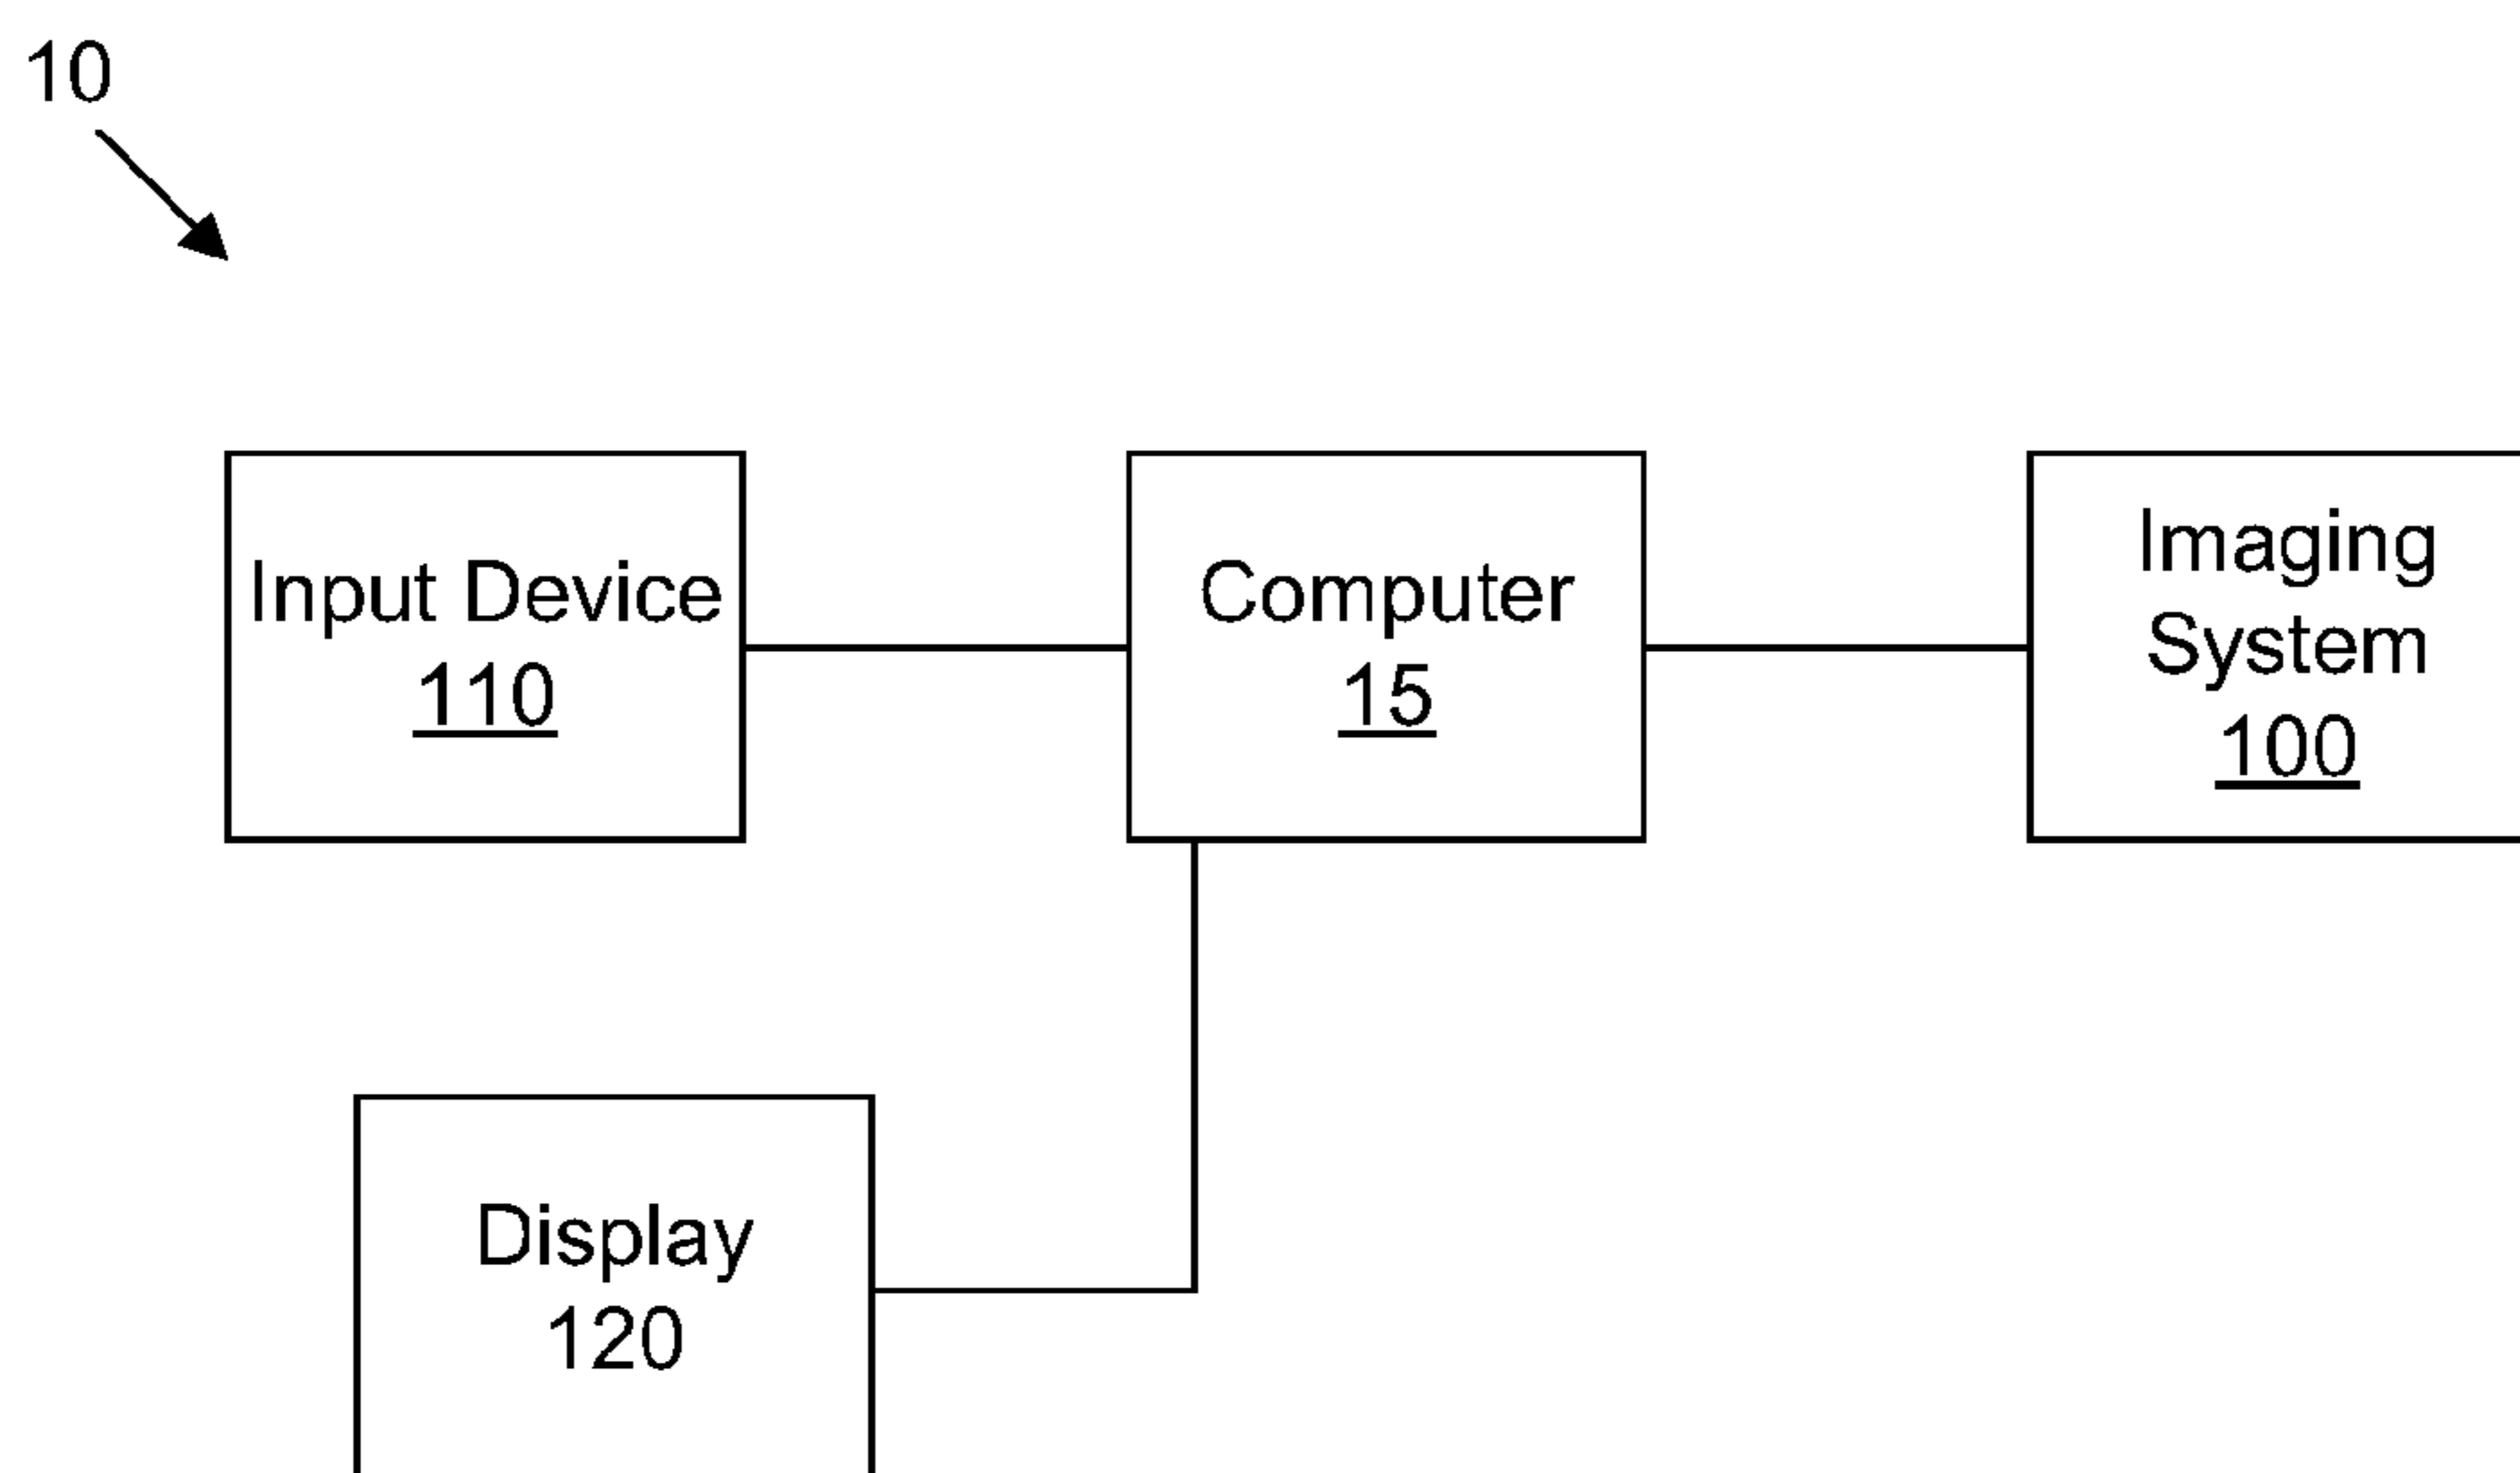 10
Input Device
110
Computer
15
Imaging
System
100
Display
120